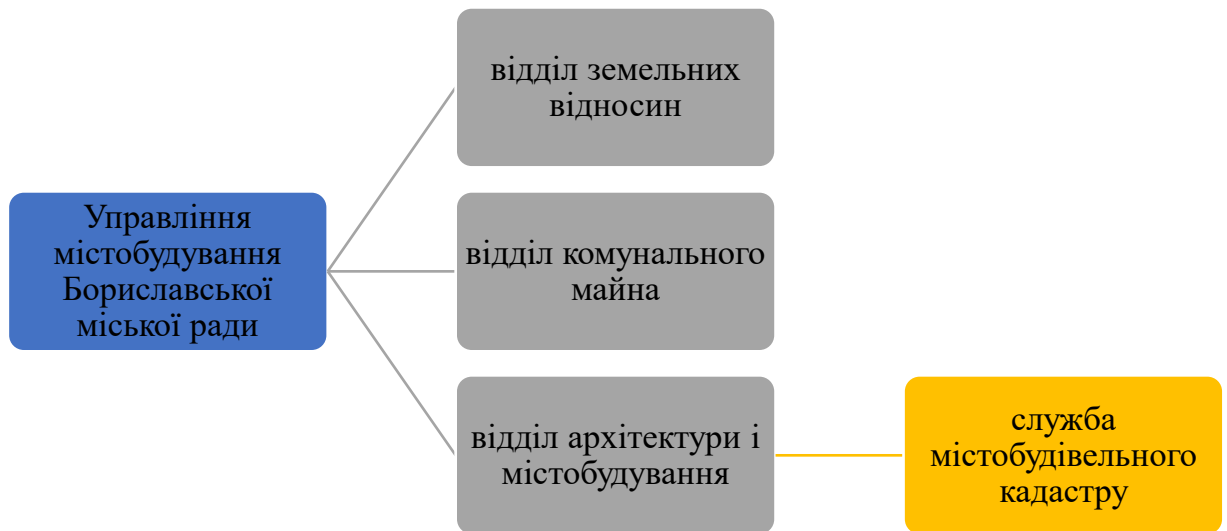 відділ земельних
відносин
Управління
містобудування
Бориславської
міської ради
відділ комунального
майна
відділ архітектури і
містобудування
служба
містобудівельного
кадастру